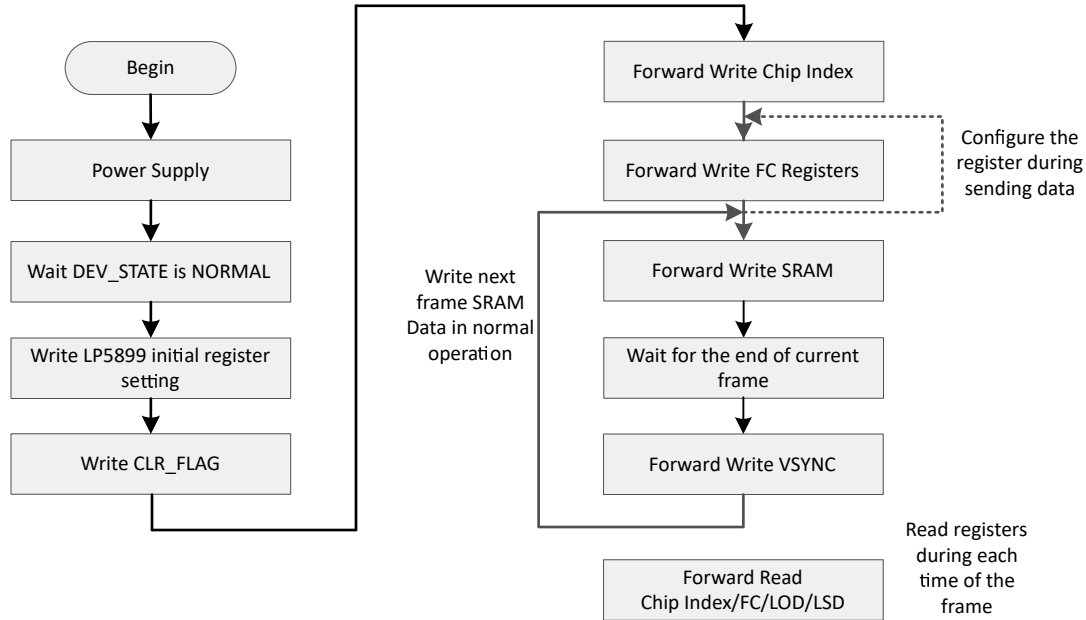 Begin
Power Supply
Wait DEV_STATE is NORMAL
Write LP5899 initial register
setting
Write CLR_FLAG
Forward Write Chip Index
Forward Write FC Registers
Configure the
register during
sending data
Forward Write SRAM
Write next
frame SRAM
Data in normal
operation
Wait for the end of current
frame
Forward Write VSYNC
Forward Read
Chip Index/FC/LOD/LSD
Read registers
during each
time of the
frame